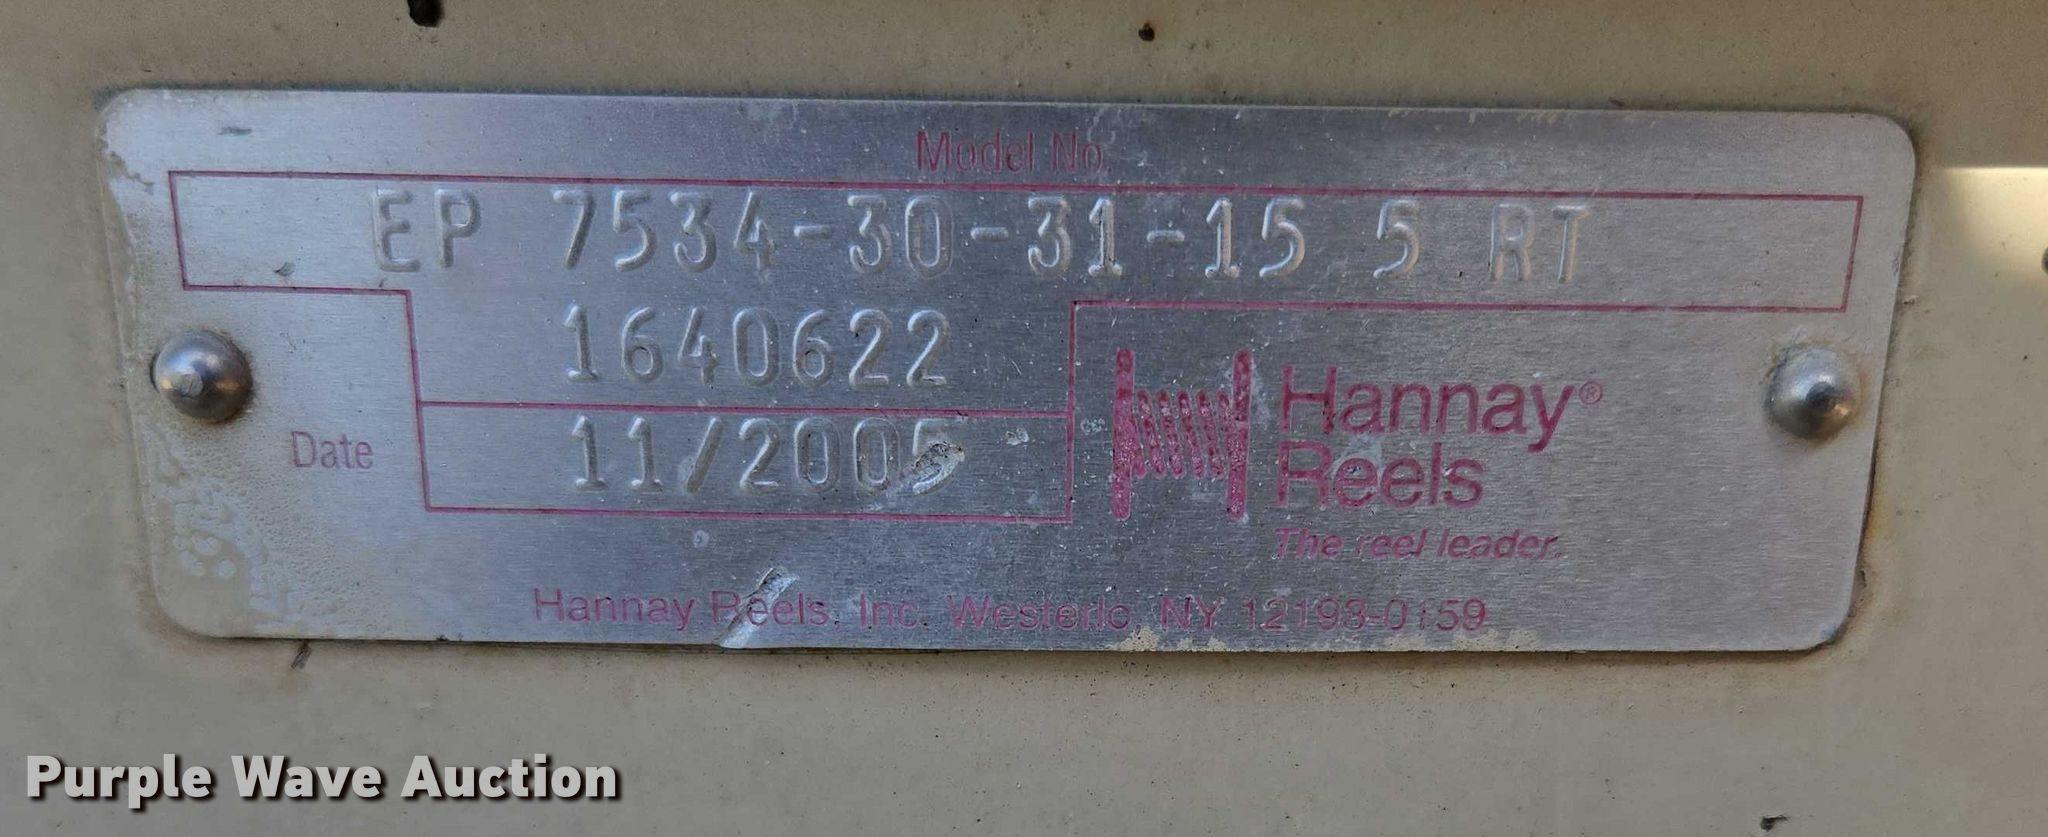 Model No.
EP 7534-30-31-15 5 RT
1640622
Date 11/2005
Hannay®
Reels
The reel leader.
Hannay Reels, Inc. Westerlo, NY 12193-0159
Purple Wave Auction